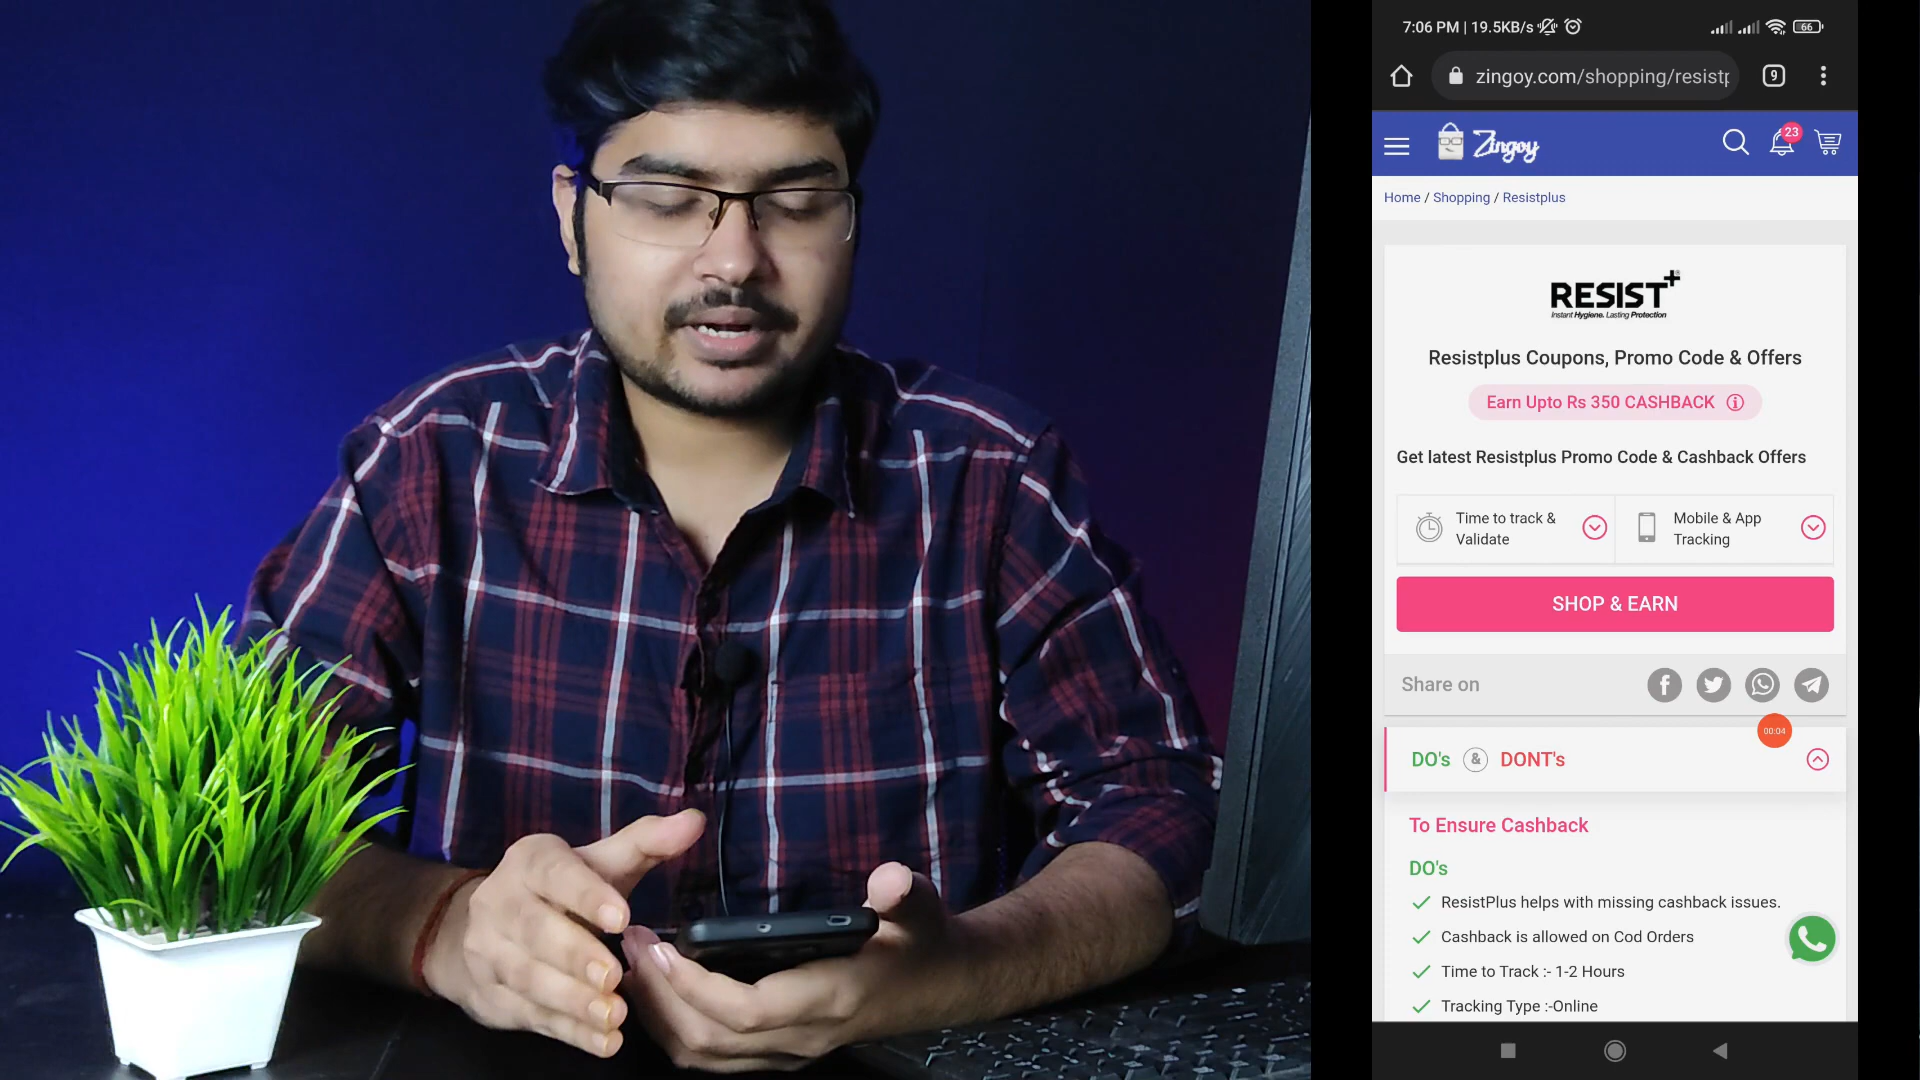 7:06 PM | 19.5KB/s
66
zingoy.com/shopping/resistp
9
Zingoy
23
Home / Shopping / Resistplus
RESIST+
Instant Hygiene. Lasting Protection
Resistplus Coupons, Promo Code & Offers
Earn Upto Rs 350 CASHBACK
Get latest Resistplus Promo Code & Cashback Offers
Time to track &
Validate
Mobile & App
Tracking
SHOP & EARN
Share on
00:04
DO's & DONT's
To Ensure Cashback
DO's
ResistPlus helps with missing cashback issues.
Cashback is allowed on Cod Orders
Time to Track :- 1-2 Hours
Tracking Type :-Online